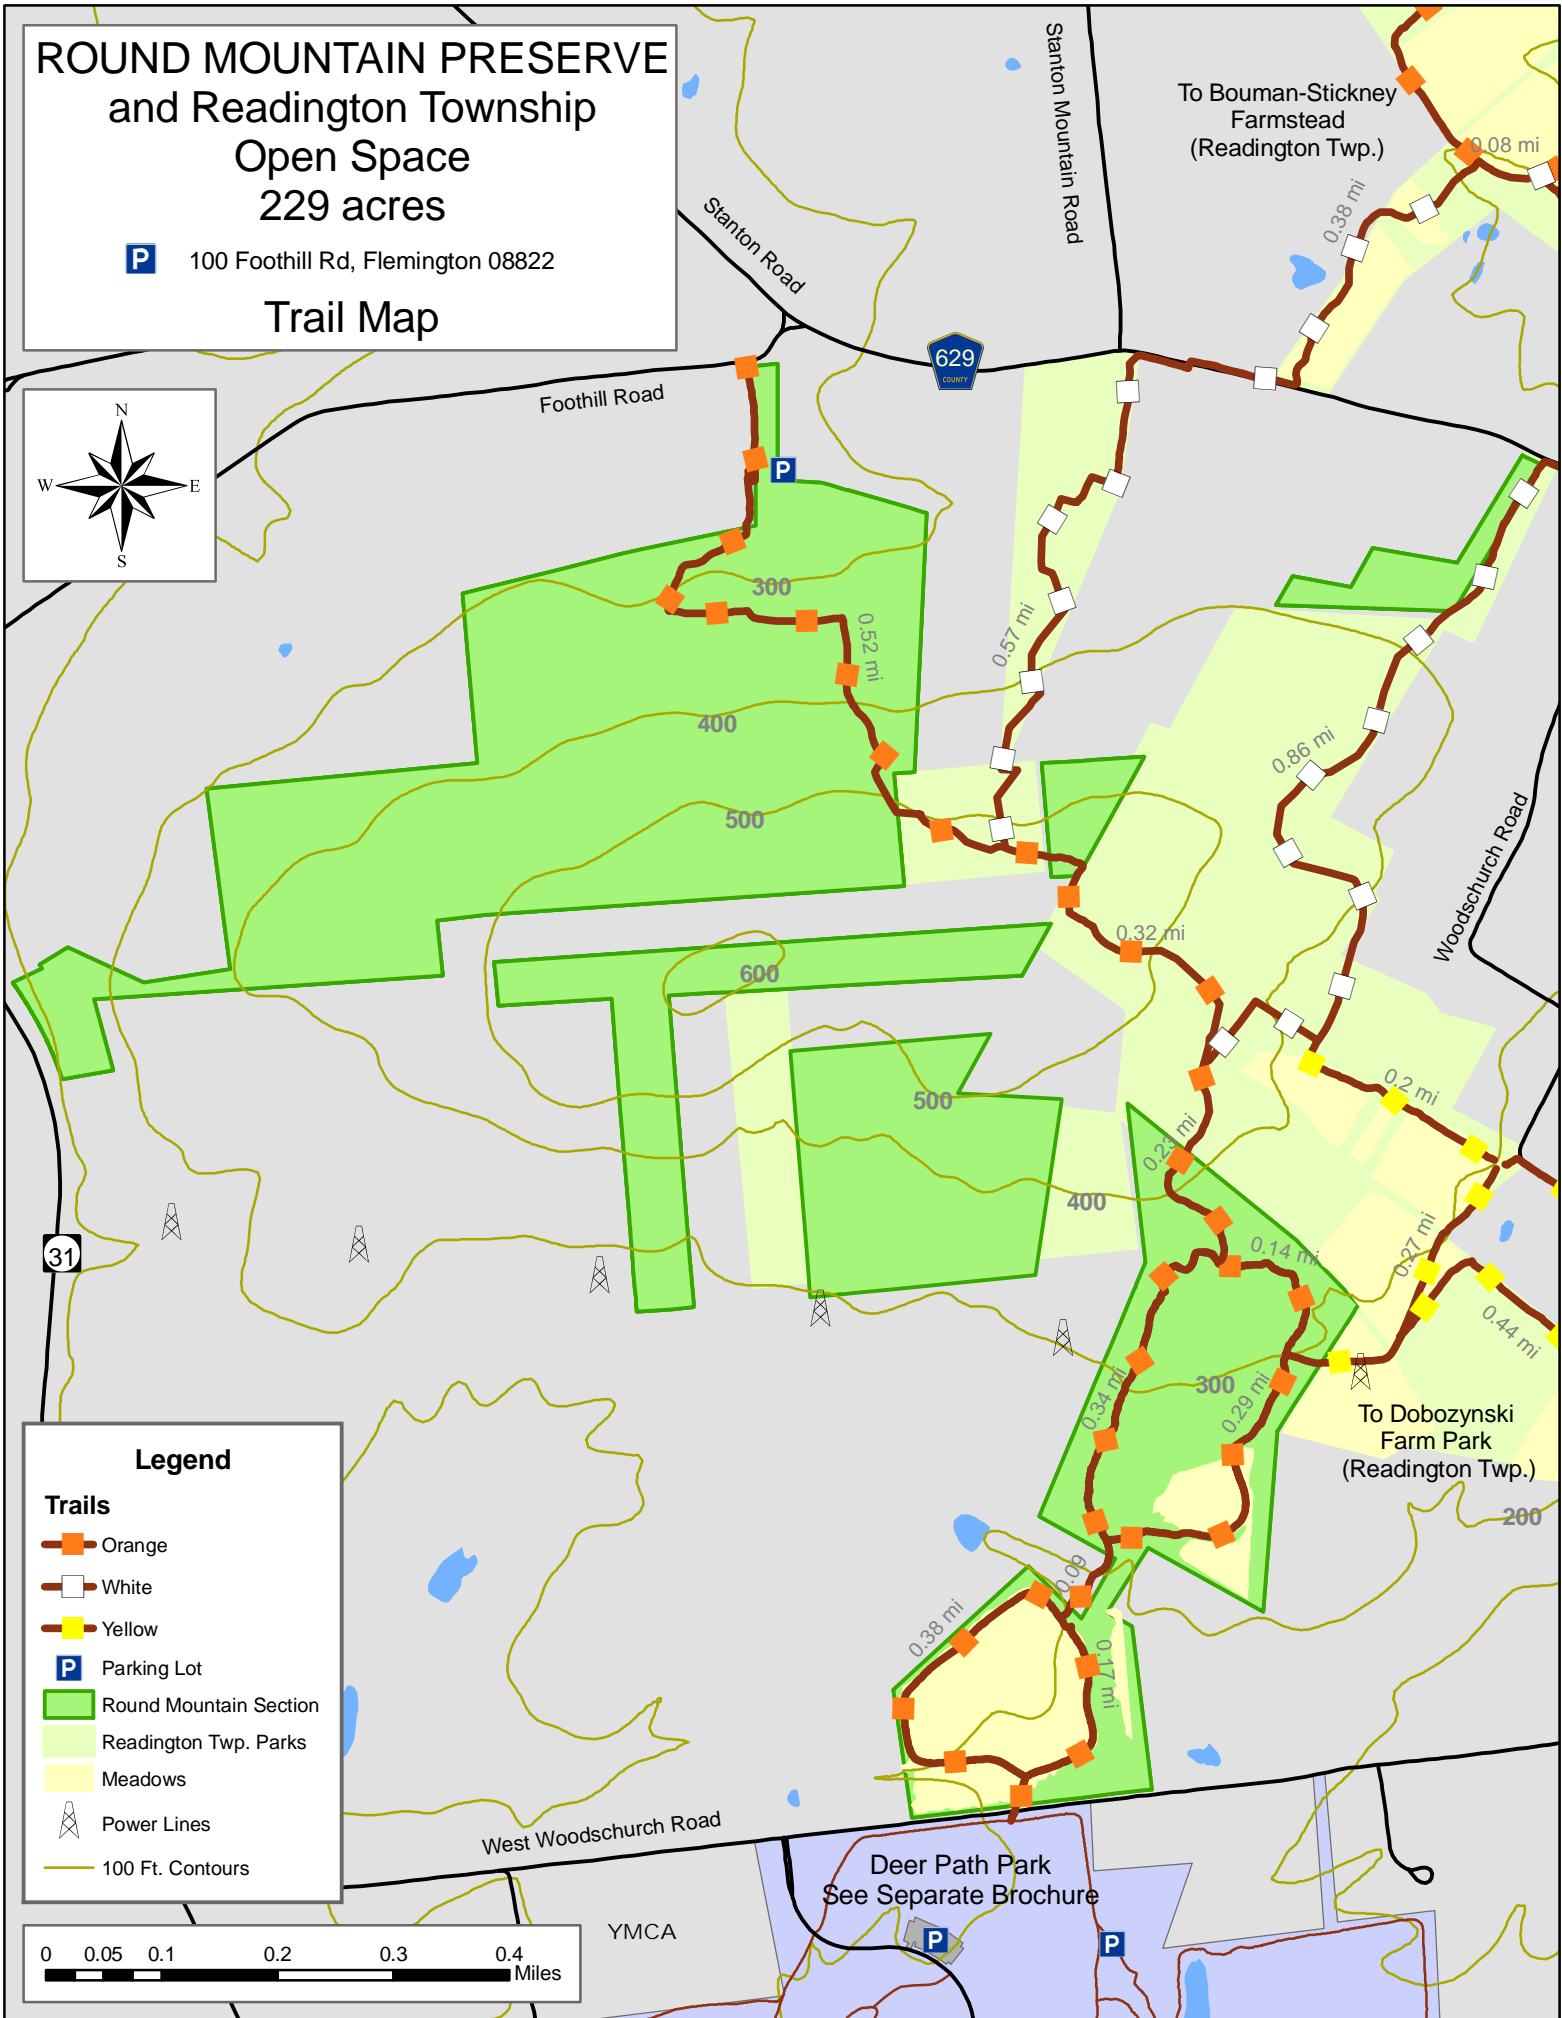 ROUND MOUNTAIN PRESERVE
and Readington Township
Open Space
229 acres
P 100 Foothill Rd, Flemington 08822
Trail Map
Stanton Road
Stanton Mountain Road
To Bouman-Stickney
Farmstead
(Readington Twp.)
0.08 mi
0.38 mi
629
COUNTY
Foothill Road
N
W E
S
P
300
0.52 mi
0.57 mi
400
0.86 mi
500
Woodschurch Road
0.32 mi
600
500
0.2 mi
0.23 mi
400
31
0.14 mi
0.27 mi
0.44 mi
300
0.34 mi
0.29 mi
To Dobozynski
Farm Park
(Readington Twp.)
200
0.09
0.38 mi
0.17 mi
Legend
Trails
Orange
White
Yellow
P Parking Lot
Round Mountain Section
Readington Twp. Parks
Meadows
Power Lines
100 Ft. Contours
West Woodschurch Road
Deer Path Park
See Separate Brochure
YMCA
P
P
0 0.05 0.1 0.2 0.3 0.4
Miles